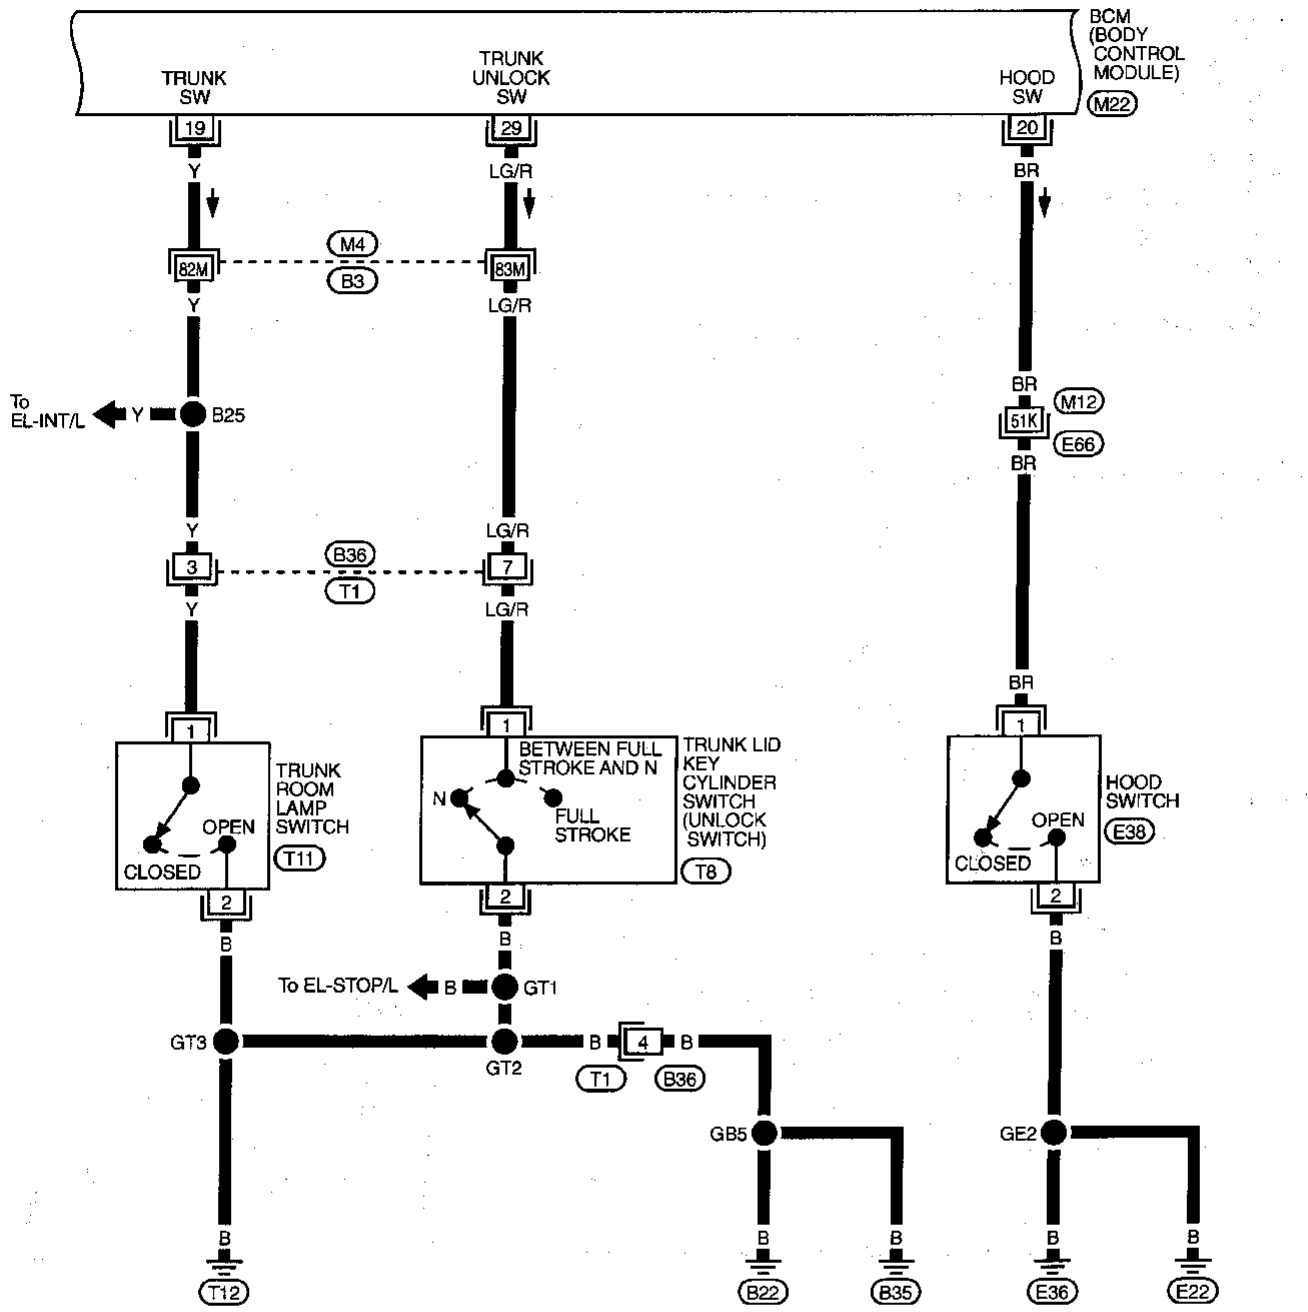 BCM
(BODY
CONTROL
MODULE)
M22
TRUNK
SW
TRUNK
UNLOCK
SW
HOOD
SW
19
29
20
Y
LG/R
BR
82M
M4
B3
83M
Y
LG/R
BR
51K
M12
E66
BR
To
EL-INT/L
Y
B25
Y
LG/R
3
B36
T1
7
Y
LG/R
BR
1
1
1
TRUNK
ROOM
LAMP
SWITCH
T11
OPEN
CLOSED
BETWEEN FULL
STROKE AND N
N
FULL
STROKE
TRUNK LID
KEY
CYLINDER
SWITCH
(UNLOCK
SWITCH)
T8
HOOD
SWITCH
E38
OPEN
CLOSED
2
2
2
B
B
B
To EL-STOP/L
B
GT1
GT3
GT2
B
4
B
T1
B36
GB5
GE2
B
B
B
B
B
T12
B22
B35
E36
E22